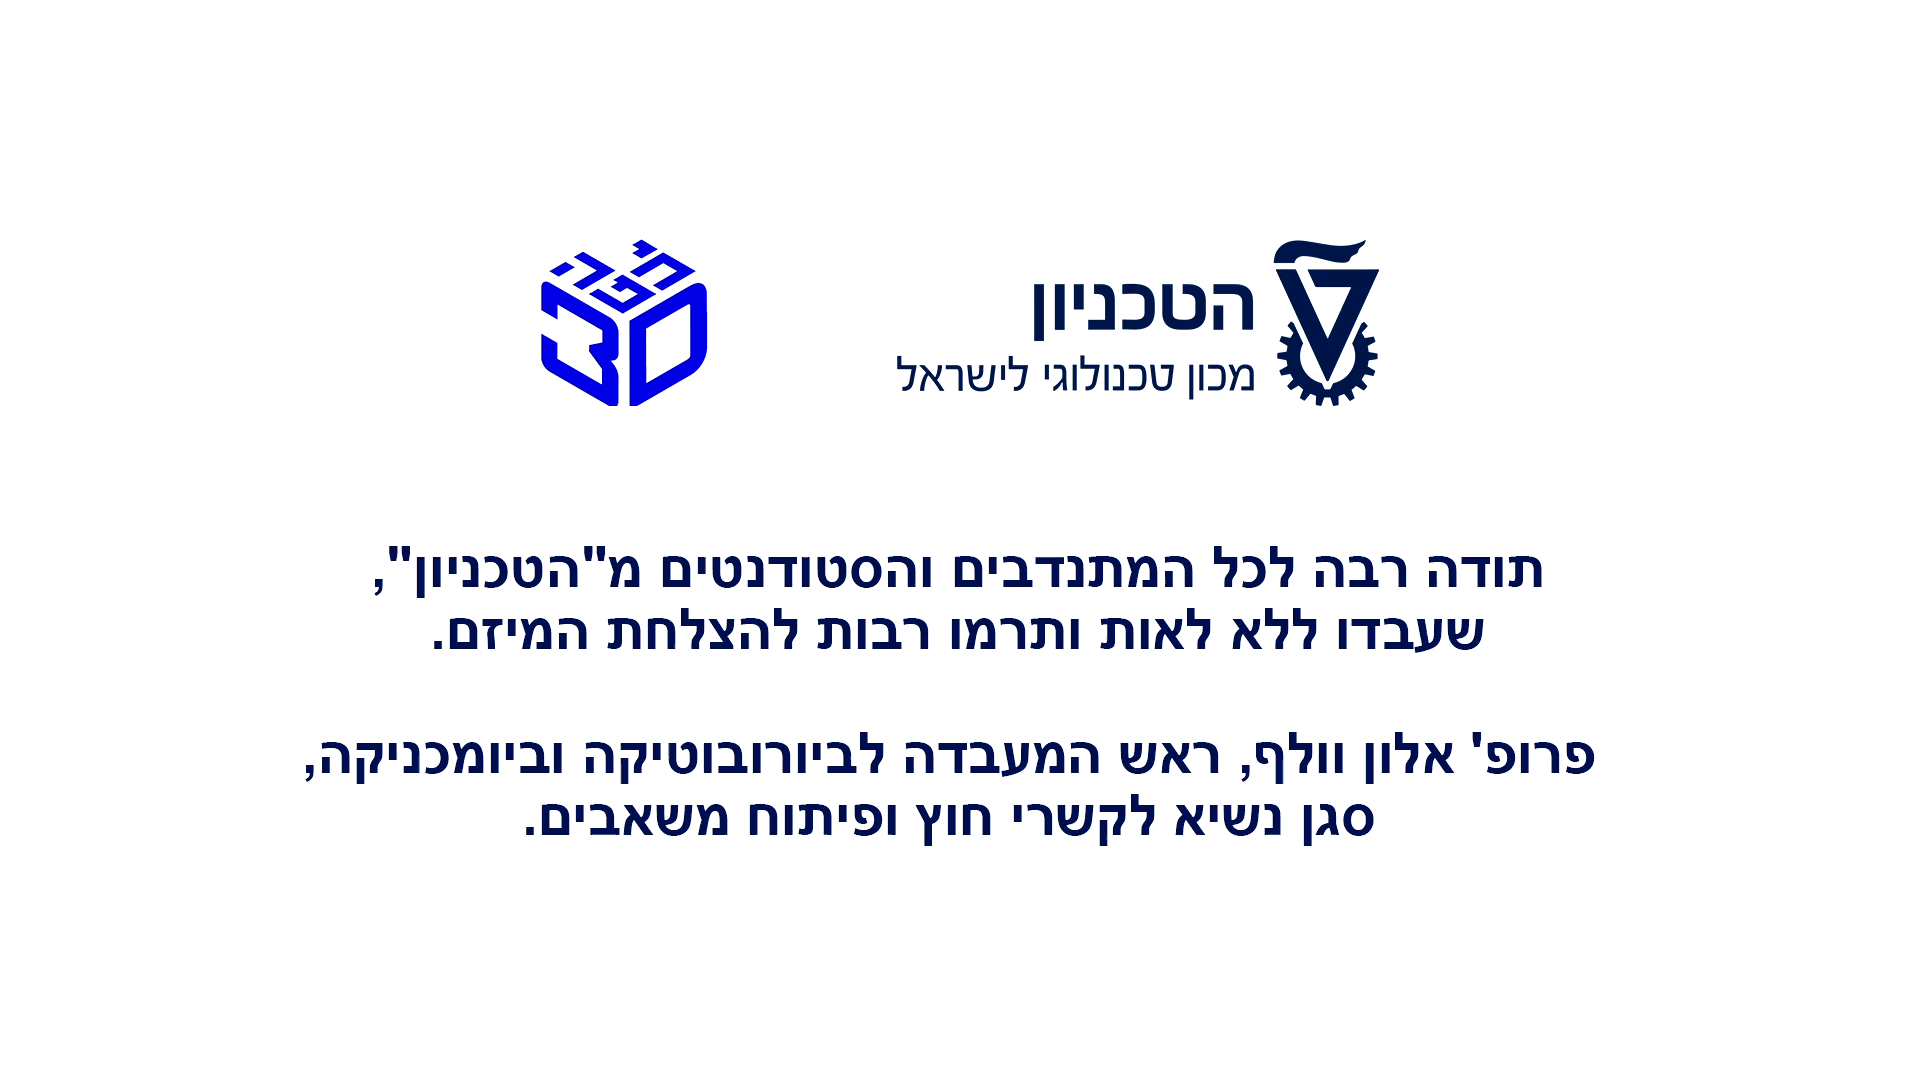 הטכניון
מכון טכנולוגי לישראל
3D
תודה רבה לכל המתנדבים והסטודנטים מ"הטכניון",
שעבדו ללא לאות ותרמו רבות להצלחת המיזם.
פרופ' אלון וולף, ראש המעבדה לביורובוטיקה וביומכניקה,
סגן נשיא לקשרי חוץ ופיתוח משאבים.